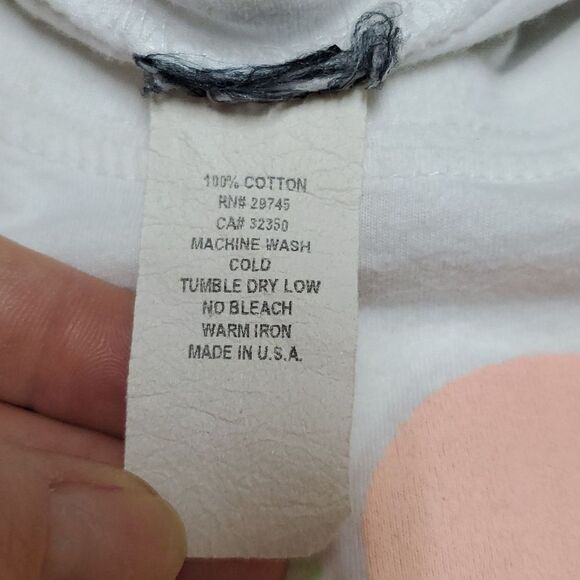 100% COTTON
RN# 29745
CA# 32350
MACHINE WASH
COLD
TUMBLE DRY LOW
NO BLEACH
WARM IRON
MADE IN U.S.A.